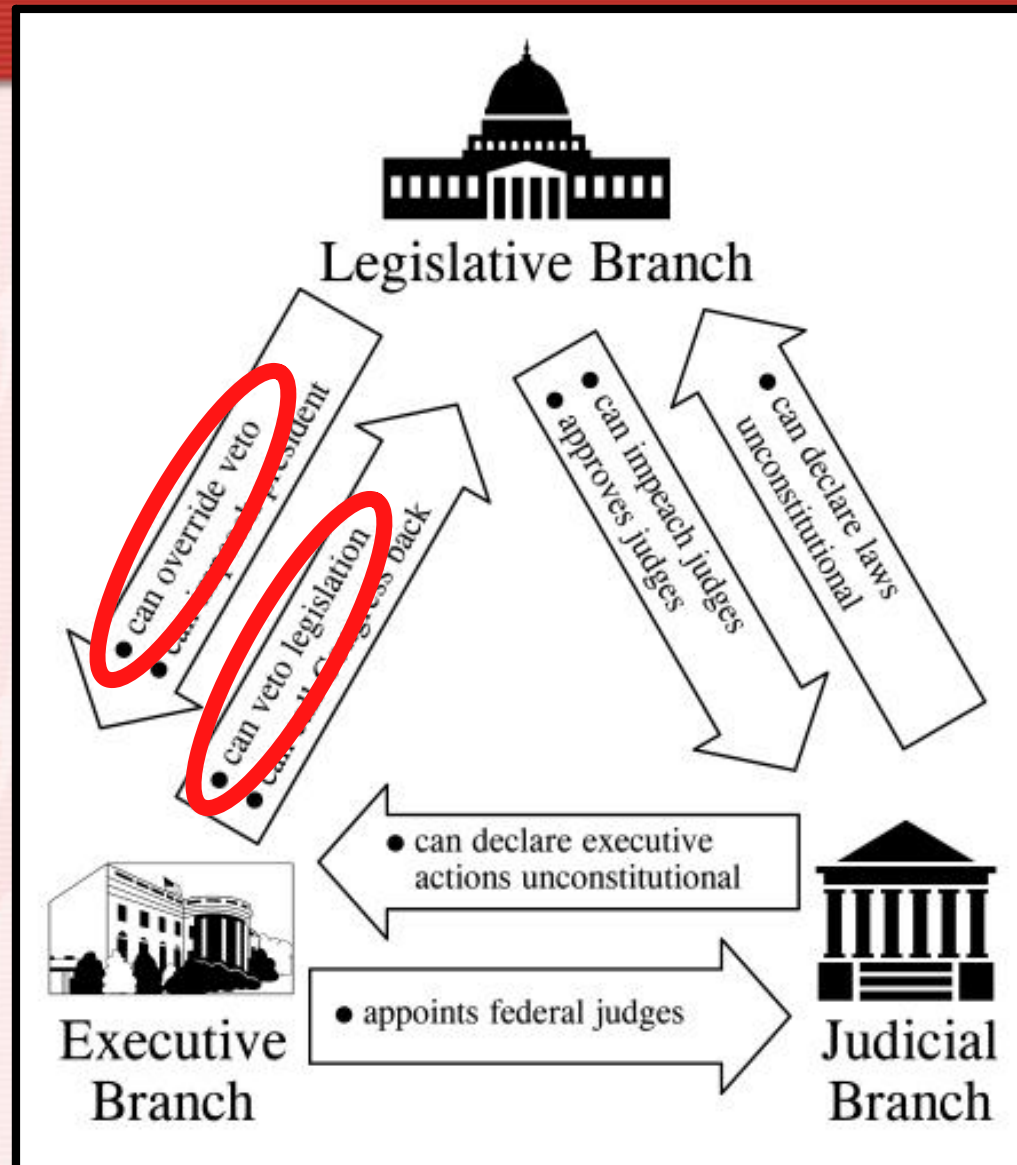 Legislative Branch
● can override veto
● can impeach president
● can veto legislation
● can call Congress back
● can impeach judges
● approves judges
● can declare laws
unconstitutional
● can declare executive
actions unconstitutional
● appoints federal judges
Executive
Branch
Judicial
Branch